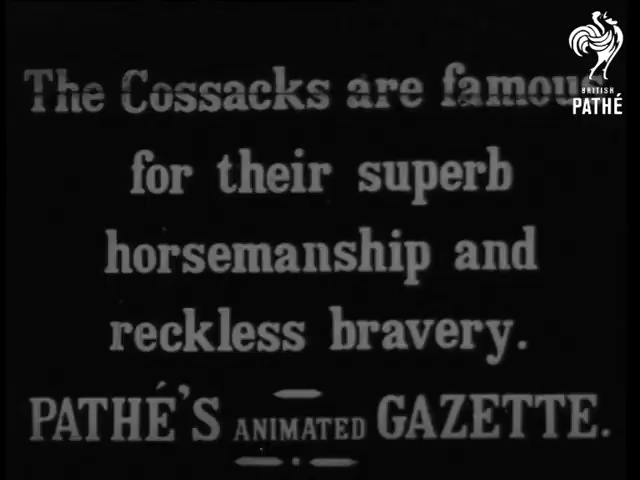 The Cossacks are famous
for their superb
horsemanship and
reckless bravery.
PATHÉ'S ANIMATED GAZETTE.
BRITISH
PATHÉ